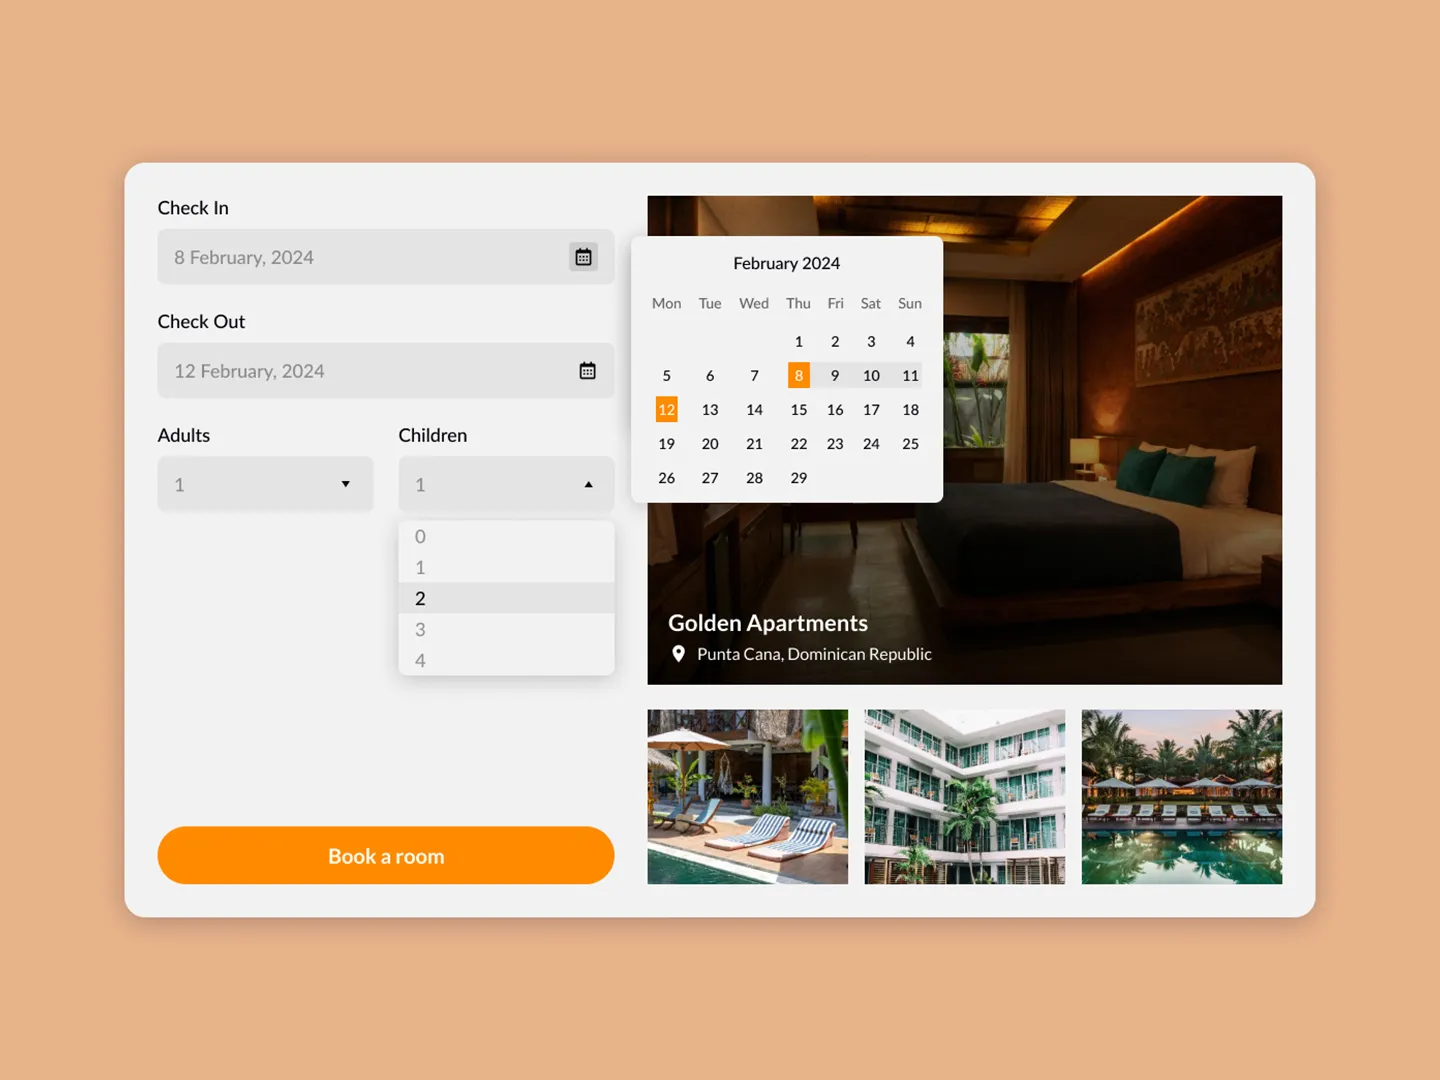 Check In
8 February, 2024
Check Out
12 February, 2024
Adults
Children
1
1
0
1
2
3
4
Book a room
February 2024
Mon Tue Wed Thu Fri Sat Sun
1 2 3 4
5 6 7 8 9 10 11
12 13 14 15 16 17 18
19 20 21 22 23 24 25
26 27 28 29
Golden Apartments
Punta Cana, Dominican Republic